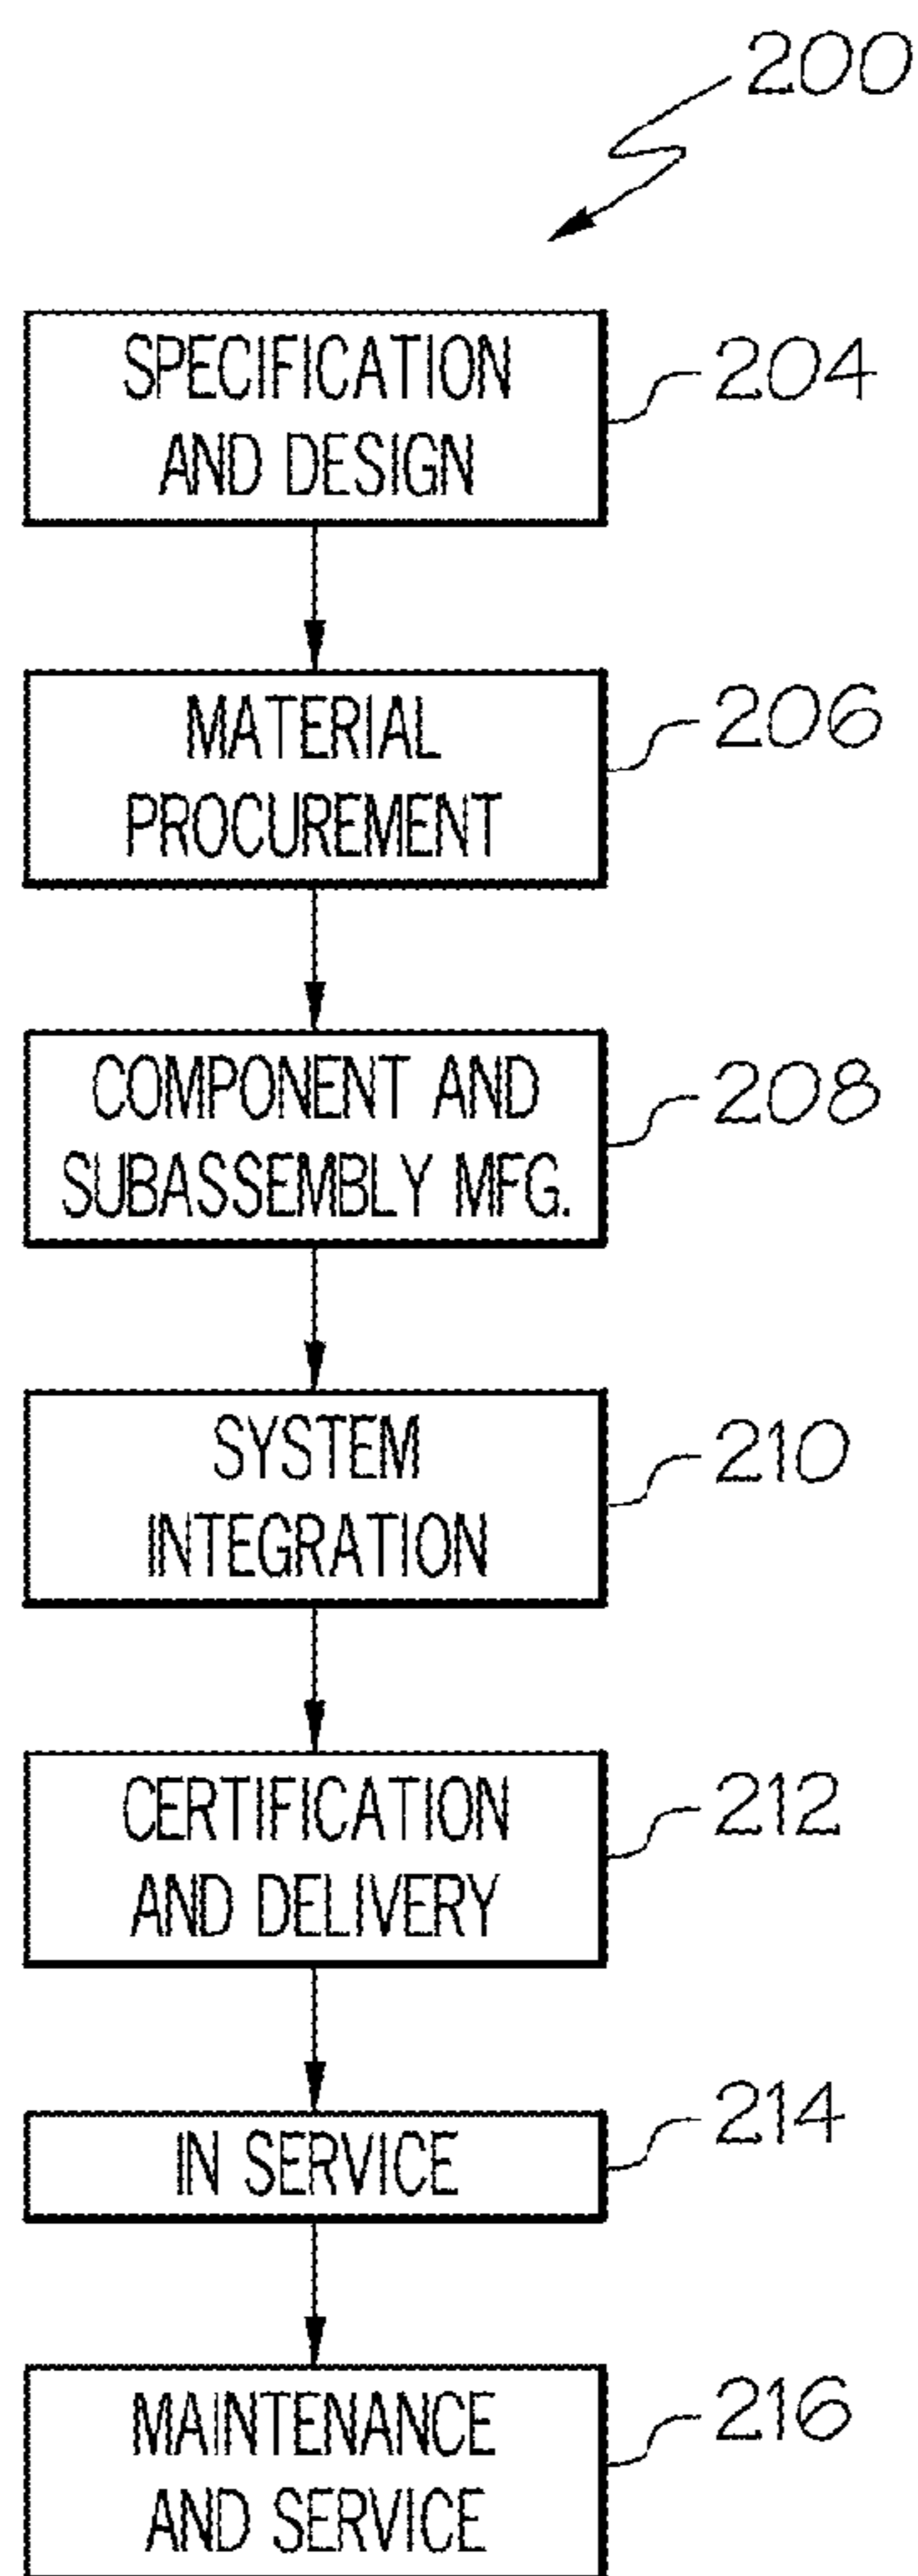 200
SPECIFICATION
AND DESIGN
204
MATERIAL
PROCUREMENT
206
COMPONENT AND
SUBASSEMBLY MFG.
208
SYSTEM
INTEGRATION
210
CERTIFICATION
AND DELIVERY
212
IN SERVICE
214
MAINTENANCE
AND SERVICE
216